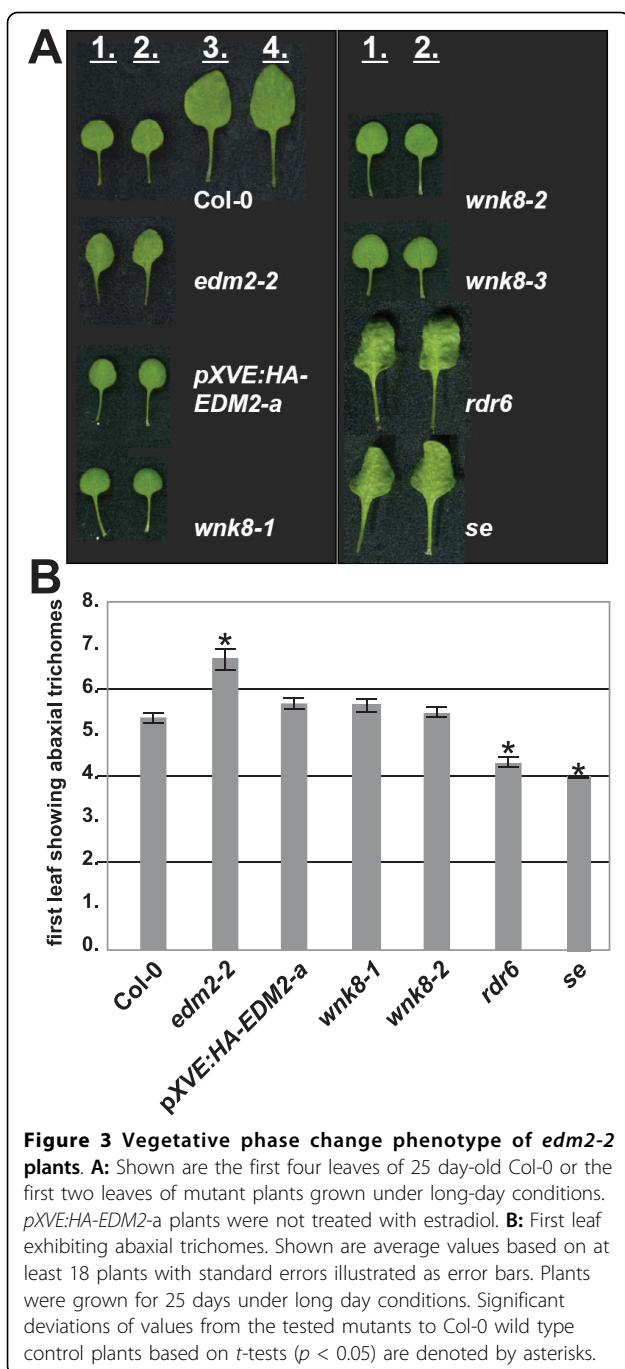 A
1. 2. 3. 4.
Col-0
edm2-2
pXVE:HA-
EDM2-a
wnk8-1
1. 2.
wnk8-2
wnk8-3
rdr6
se
B
first leaf showing abaxial trichomes
8.
7.
6.
5.
4.
3.
2.
1.
0.
*
*
*
Col-0
edm2-2
pXVE:HA-EDM2-a
wnk8-1
wnk8-2
rdr6
se
Figure 3 Vegetative phase change phenotype of edm2-2
plants. A: Shown are the first four leaves of 25 day-old Col-0 or the
first two leaves of mutant plants grown under long-day conditions.
pXVE:HA-EDM2-a plants were not treated with estradiol. B: First leaf
exhibiting abaxial trichomes. Shown are average values based on at
least 18 plants with standard errors illustrated as error bars. Plants
were grown for 25 days under long day conditions. Significant
deviations of values from the tested mutants to Col-0 wild type
control plants based on t-tests (p < 0.05) are denoted by asterisks.